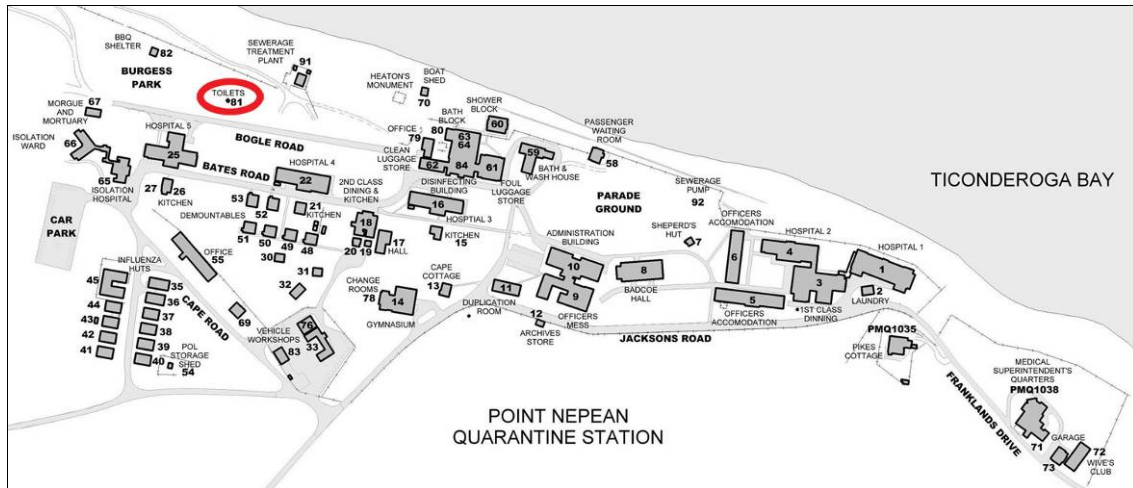 BBQ
SHELTER
82
BURGESS
PARK
SEWERAGE
TREATMENT
PLANT
91
TOILETS
81
HEATON'S
MONUMENT
BOAT
SHED
70
MORGUE
AND
MORTUARY
67
ISOLATION
WARD
66
HOSPITAL 5
25
BOGLE ROAD
BATES ROAD
OFFICE
79
BATH
BLOCK
80
63
64
SHOWER
BLOCK
60
CLEAN
LUGGAGE
STORE
62
84
61
DISINFECTING
BUILDING
FOUL
LUGGAGE
STORE
59
BATH &
WASH HOUSE
PASSENGER
WAITING
ROOM
58
TICONDEROGA BAY
65
ISOLATION
HOSPITAL
27
26
KITCHEN
HOSPITAL 4
22
2ND CLASS
DINING &
KITCHEN
18
16
HOSPTIAL 3
KITCHEN
15
PARADE
GROUND
SEWERAGE
PUMP
92
SHEPERD'S
HUT
7
OFFICERS
ACCOMODATION
6
HOSPITAL 2
4
HOSPITAL 1
1
CAR
PARK
53
52
21
KITCHEN
DEMOUNTABLES
51
50
49
48
20
19
17
HALL
30
31
32
OFFICE
55
ADMINISTRATION
BUILDING
10
9
OFFICERS
MESS
8
BADCOE
HALL
5
OFFICERS
ACCOMODATION
3
2
LAUNDRY
1ST CLASS
DINNING
INFLUENZA
HUTS
45
44
43
42
41
35
36
37
38
39
40
POL
STORAGE
SHED
54
CAPE ROAD
69
CHANGE
ROOMS
78
14
GYMNASIUM
CAPE
COTTAGE
13
11
DUPLICATION
ROOM
12
ARCHIVES
STORE
JACKSONS ROAD
VEHICLE
WORKSHOPS
76
33
83
PMQ1035
PIKES
COTTAGE
FRANKLANDS DRIVE
MEDICAL
SUPERINTENDENT'S
QUARTERS
PMQ1038
71
GARAGE
73
72
WIVE'S
CLUB
POINT NEPEAN
QUARANTINE STATION